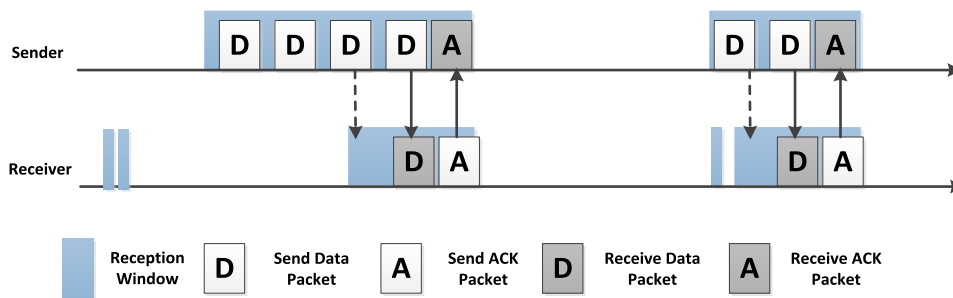 Sender
D D D D A D D A
Receiver
D A D A
D
A
D
A
Reception
Window
Send Data
Packet
Send ACK
Packet
Receive Data
Packet
Receive ACK
Packet